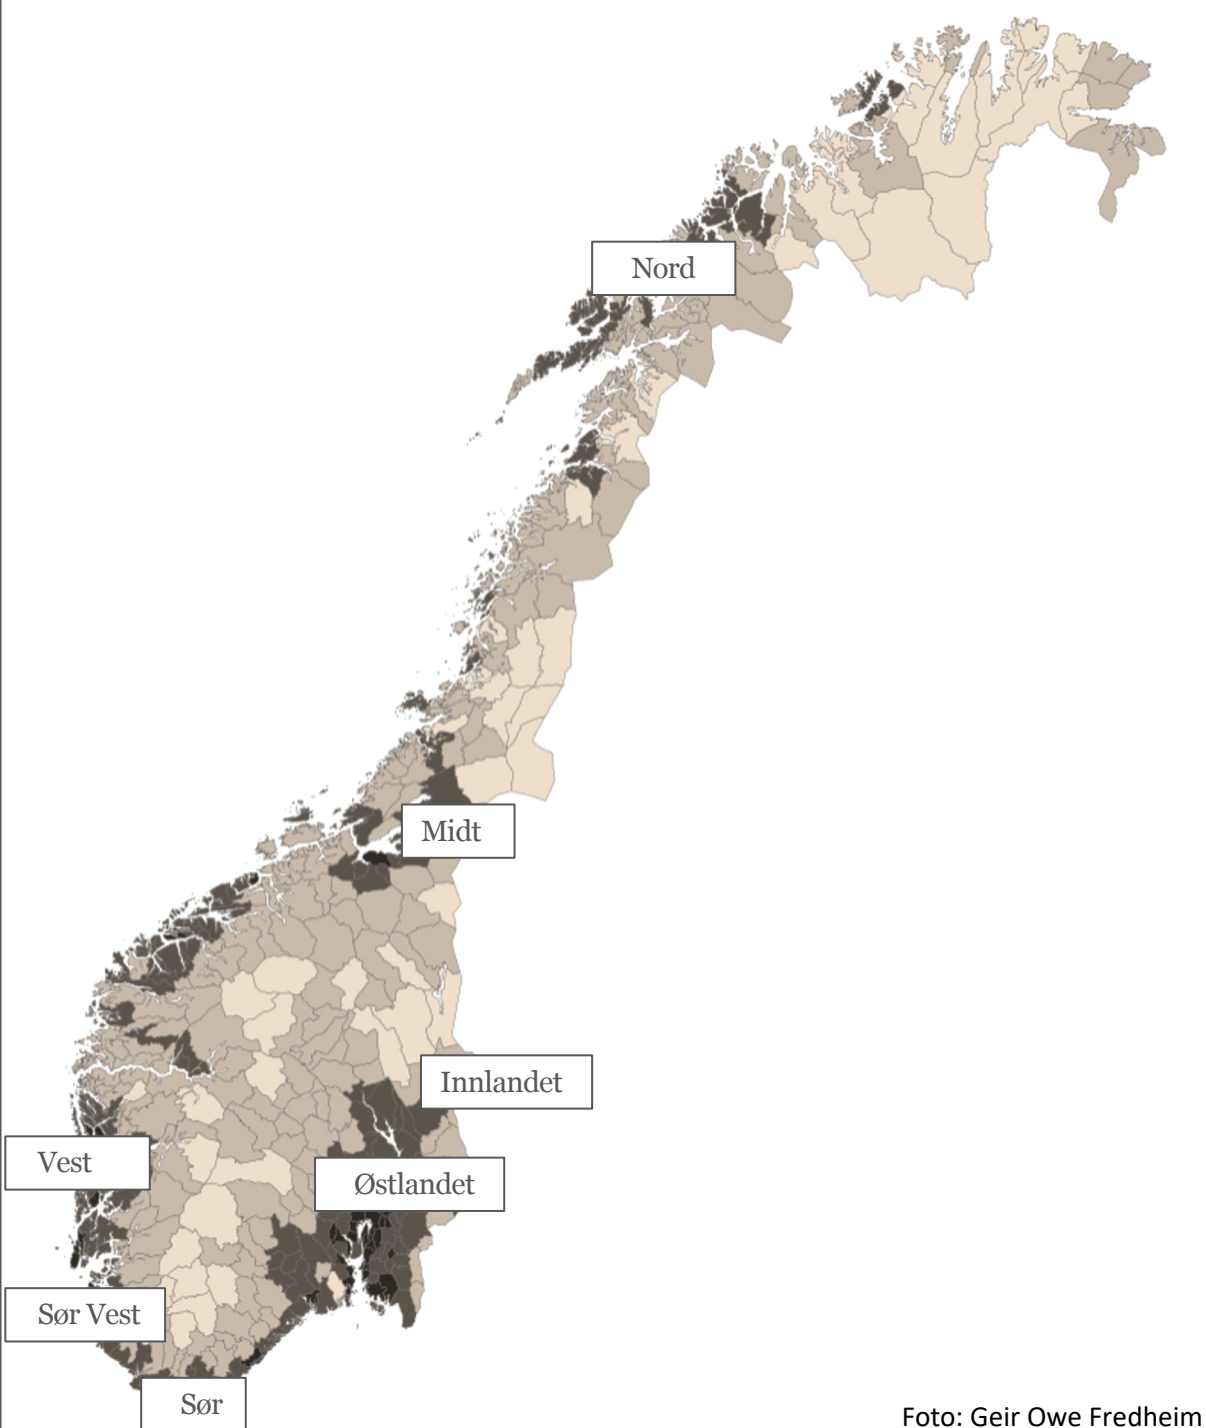 Nord
Midt
Innlandet
Vest
Østlandet
Sør Vest
Sør
Foto: Geir Owe Fredheim